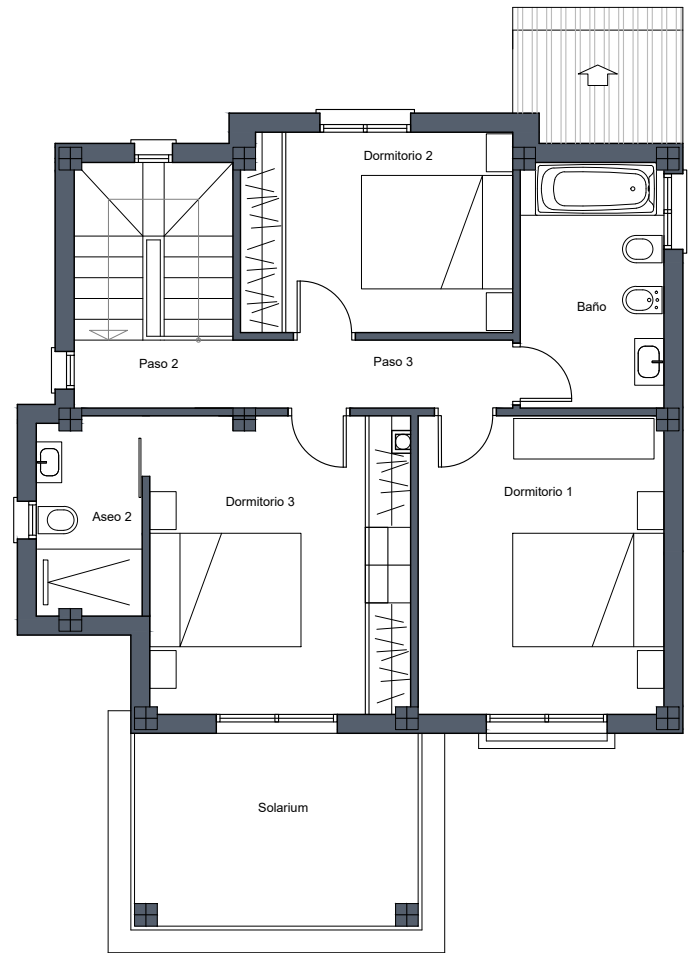 Dormitorio 2
Baño
Paso 2
Paso 3
Dormitorio 1
Dormitorio 3
Aseo 2
Solarium